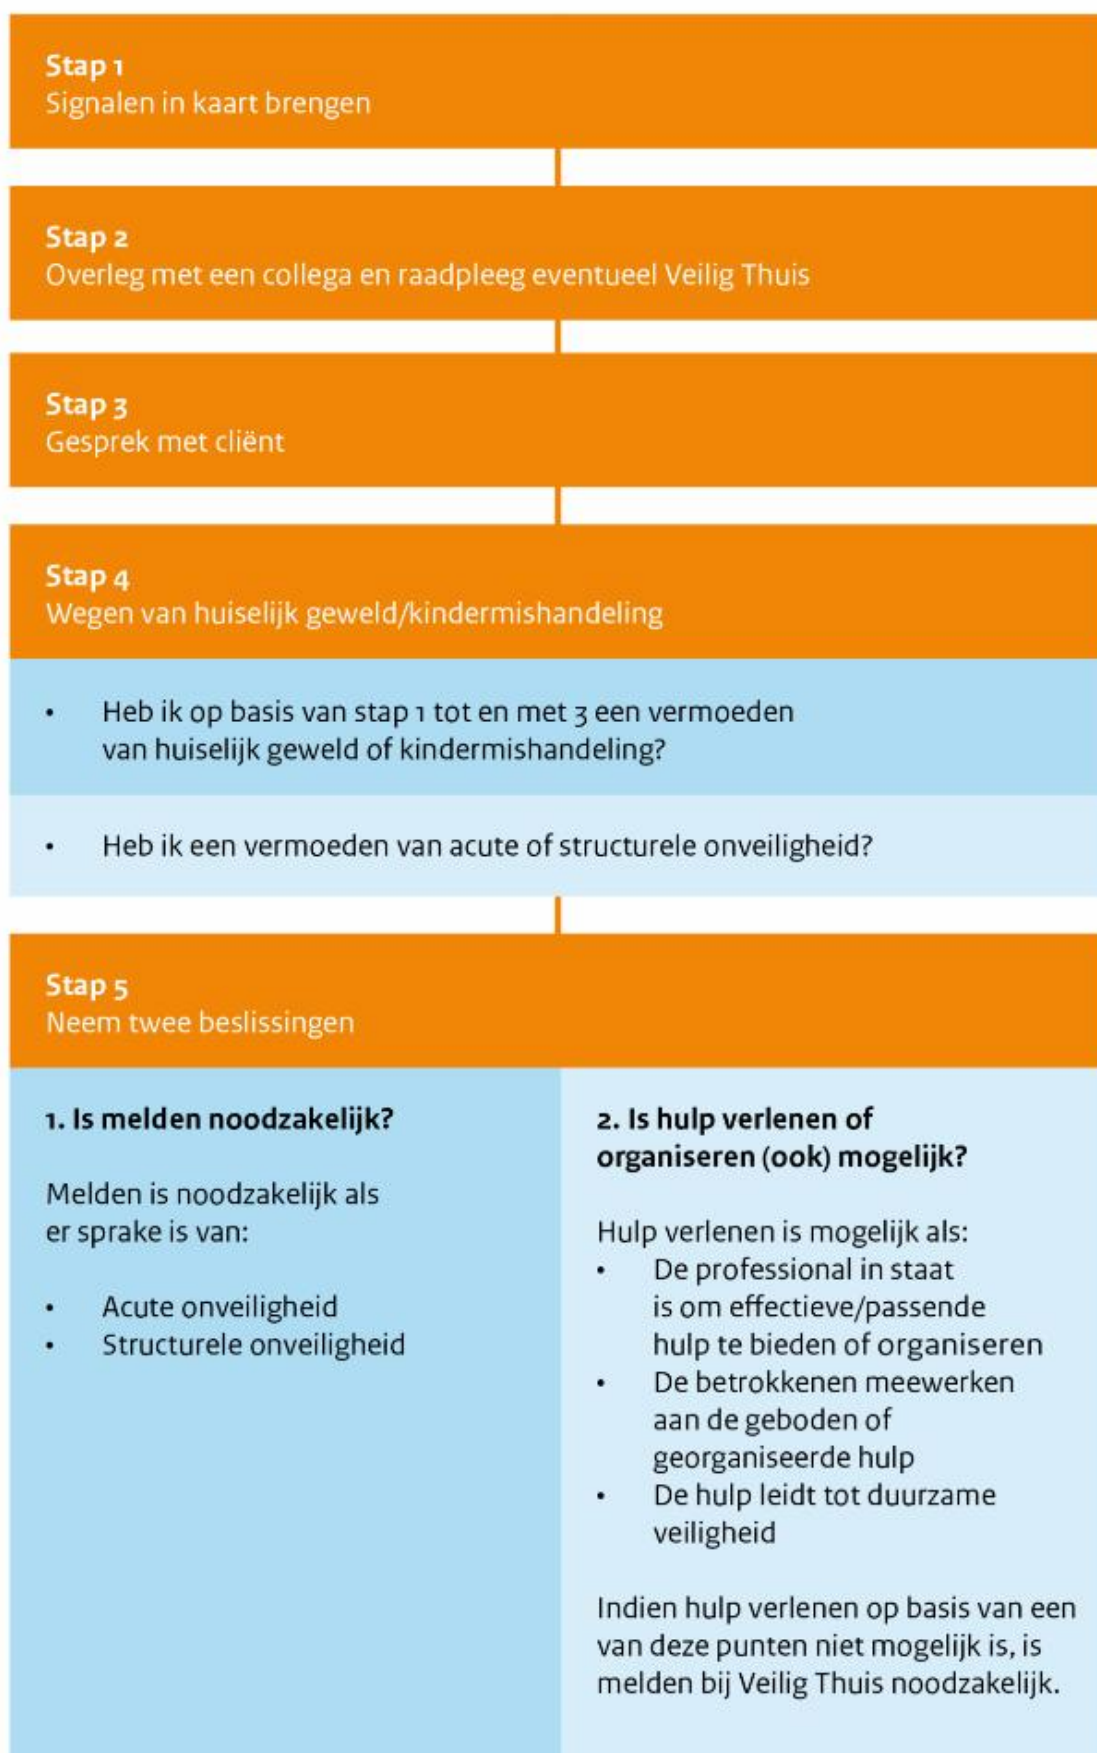 Stap 1
Signalen in kaart brengen
Stap 2
Overleg met een collega en raadpleeg eventueel Veilig Thuis
Stap 3
Gesprek met cliënt
Stap 4
Wegen van huiselijk geweld/kindermishandeling
• Heb ik op basis van stap 1 tot en met 3 een vermoeden
van huiselijk geweld of kindermishandeling?
• Heb ik een vermoeden van acute of structurele onveiligheid?
Stap 5
Neem twee beslissingen
1. Is melden noodzakelijk?
Melden is noodzakelijk als
er sprake is van:
• Acute onveiligheid
• Structurele onveiligheid
2. Is hulp verlenen of
organiseren (ook) mogelijk?
Hulp verlenen is mogelijk als:
• De professional in staat
is om effectieve/passende
hulp te bieden of organiseren
• De betrokkenen meewerken
aan de geboden of
georganiseerde hulp
• De hulp leidt tot duurzame
veiligheid
Indien hulp verlenen op basis van een
van deze punten niet mogelijk is, is
melden bij Veilig Thuis noodzakelijk.